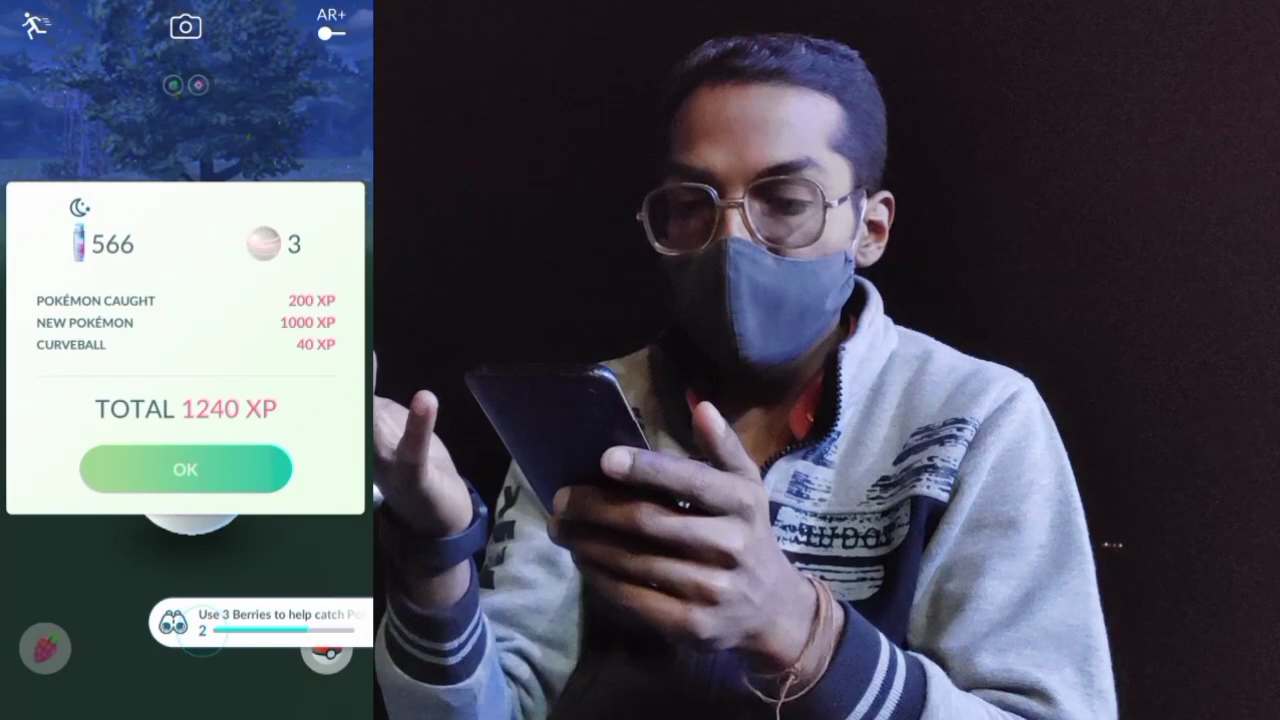 AR+
566
3
POKÉMON CAUGHT 200 XP
NEW POKÉMON 1000 XP
CURVEBALL 40 XP
TOTAL 1240 XP
OK
Use 3 Berries to help catch
2